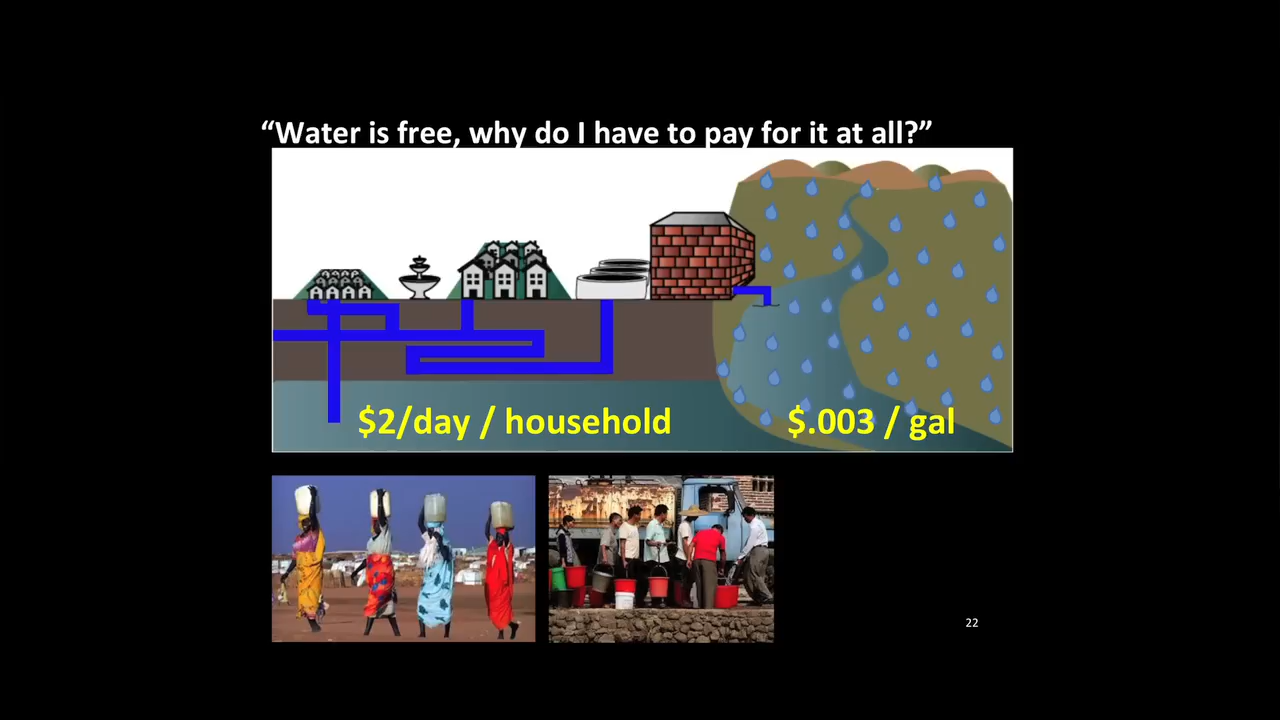 “Water is free, why do I have to pay for it at all?”
$2/day / household
$.003 / gal
22